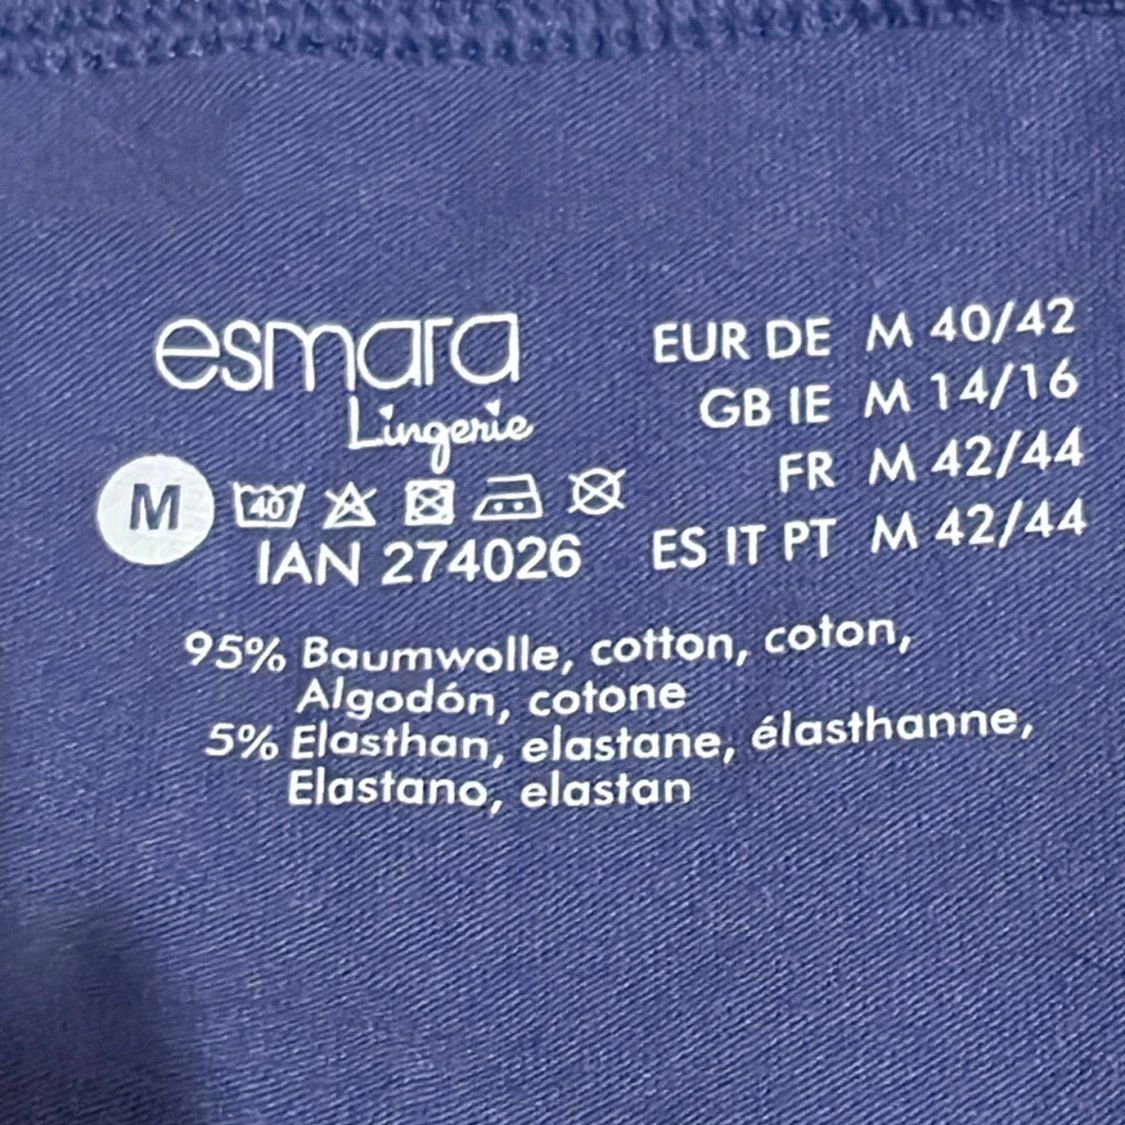 esmara
Lingerie
M 40
IAN 274026
EUR DE M 40/42
GB IE M 14/16
FR M 42/44
ES IT PT M 42/44
95% Baumwolle, cotton, coton,
Algodón, cotone
5% Elasthan, elastane, élasthanne,
Elastano, elastan